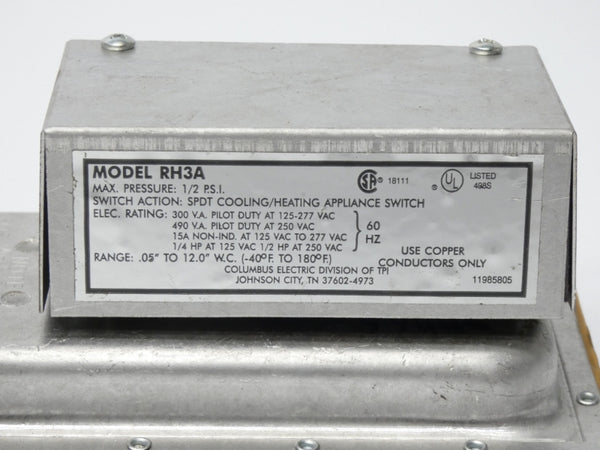 MODEL RH3A
MAX. PRESSURE: 1/2 P.S.I.
SA 18111 ® UL LISTED 498S
SWITCH ACTION: SPDT COOLING/HEATING APPLIANCE SWITCH
ELEC. RATING: 300 V.A. PILOT DUTY AT 125-277 VAC
490 V.A. PILOT DUTY AT 250 VAC
15A NON-IND. AT 125 VAC TO 277 VAC
1/4 HP AT 125 VAC 1/2 HP AT 250 VAC
60 HZ
USE COPPER CONDUCTORS ONLY
RANGE: .05" TO 12.0" W.C. (-40°F. TO 180°F.)
COLUMBUS ELECTRIC DIVISION OF TPI
JOHNSON CITY, TN 37602-4973
11985805